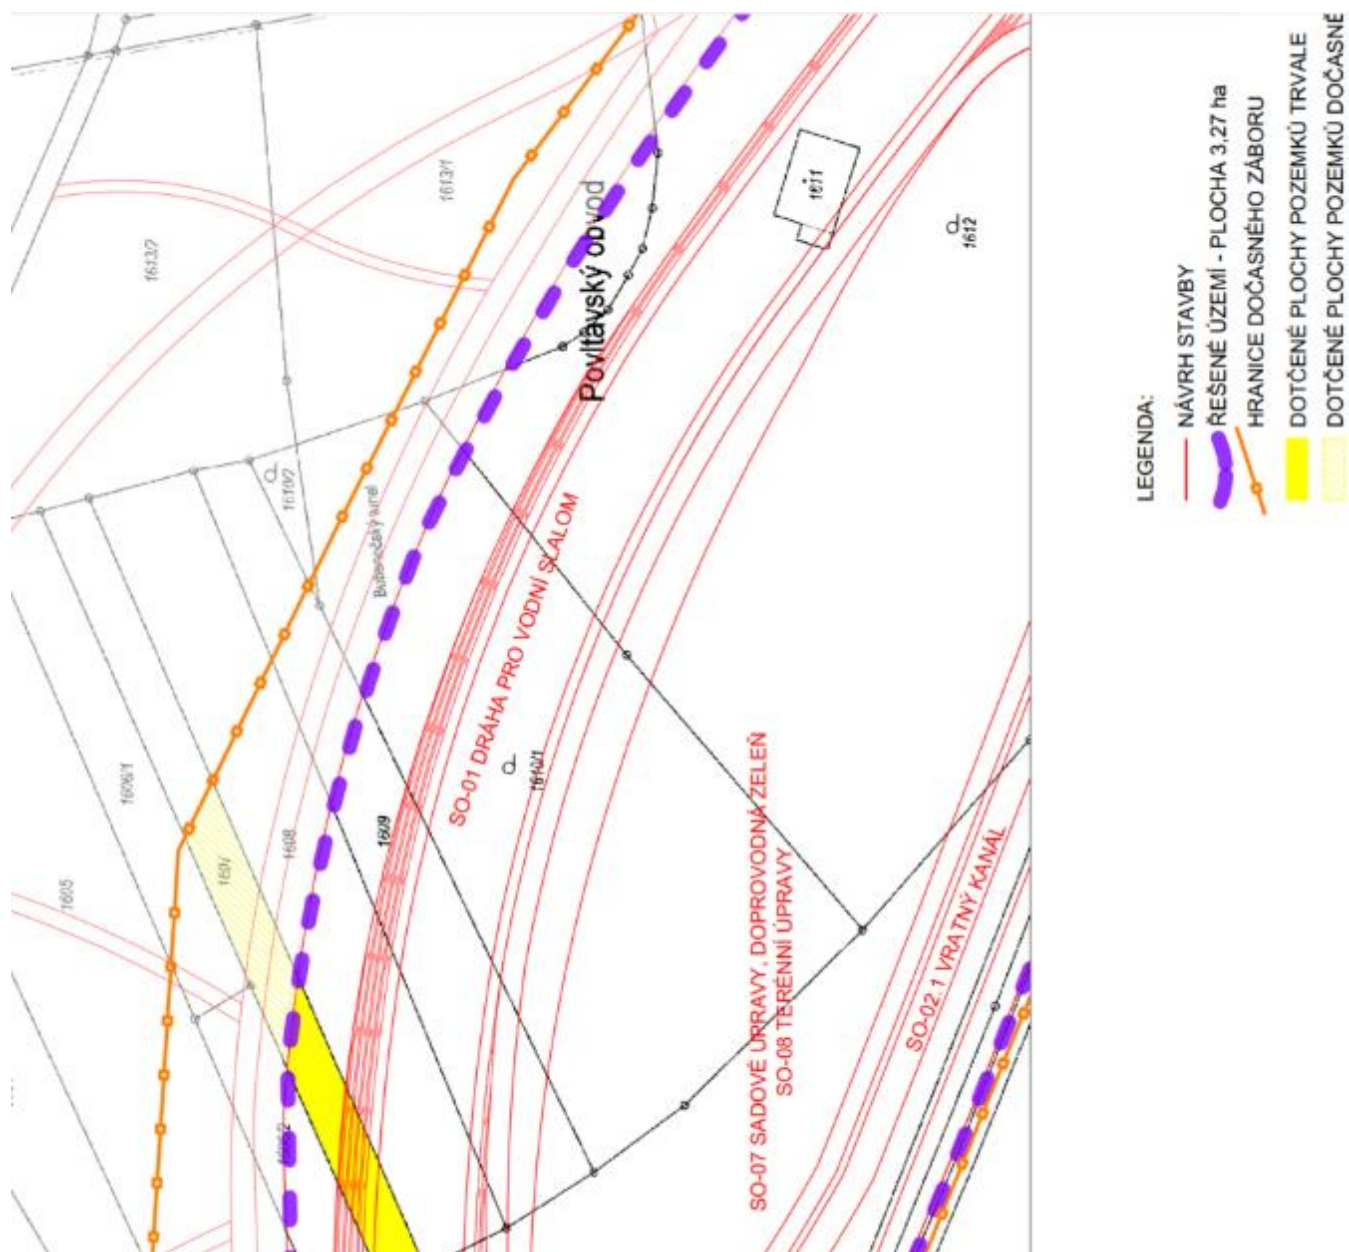 1613/1
1613/2
1611
1612
Povltavský obvod
1610/2
SO-01 DRÁHA PRO VODNÍ SLALOM
1606/1
1610/1
1609
1608
1607
1605
SO-07 SADOVÉ ÚPRAVY, DOPROVODNÁ ZELEŇ
SO-08 TERÉNNÍ ÚPRAVY
SO-02.1 VRATNÝ KANÁL
LEGENDA:
NÁVRH STAVBY
ŘEŠENÉ ÚZEMÍ - PLOCHA 3,27 ha
HRANICE DOČASNÉHO ZÁBORU
DOTČENÉ PLOCHY POZEMKŮ TRVALE
DOTČENÉ PLOCHY POZEMKŮ DOČASNĚ